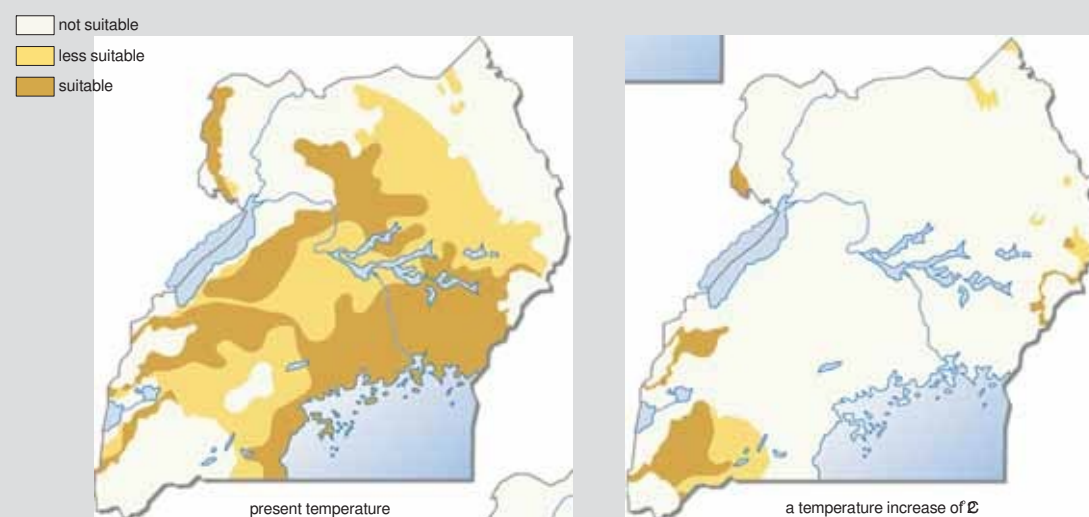 not suitable
less suitable
suitable
present temperature
a temperature increase of